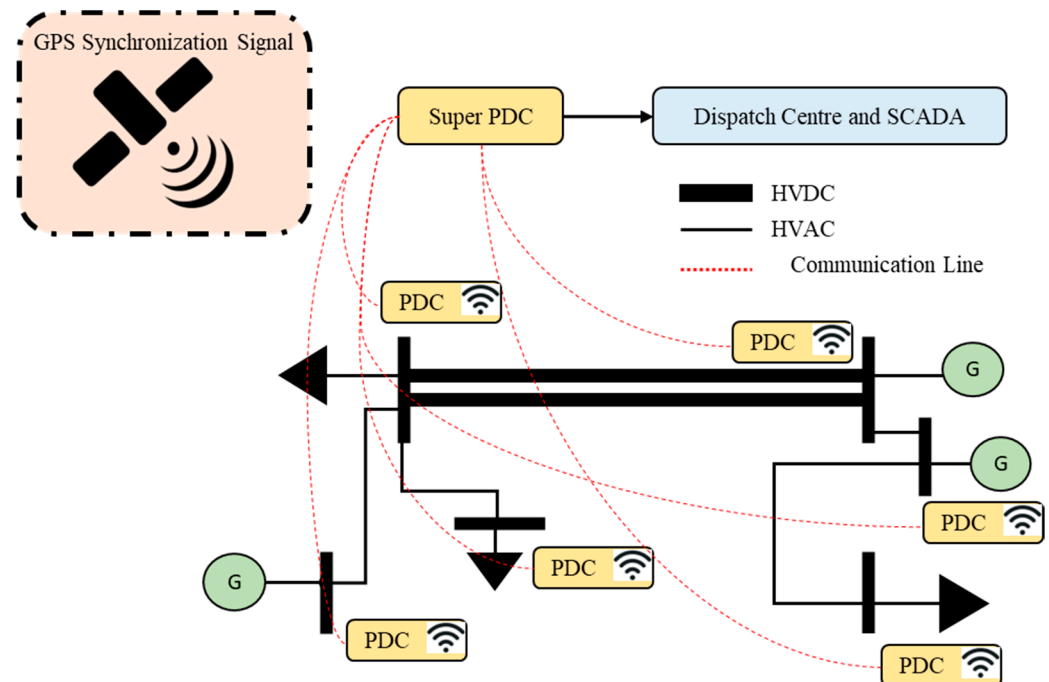 GPS Synchronization Signal
Super PDC
Dispatch Centre and SCADA
HVDC
HVAC
Communication Line
PDC
PDC
G
G
PDC
PDC
G
PDC
PDC